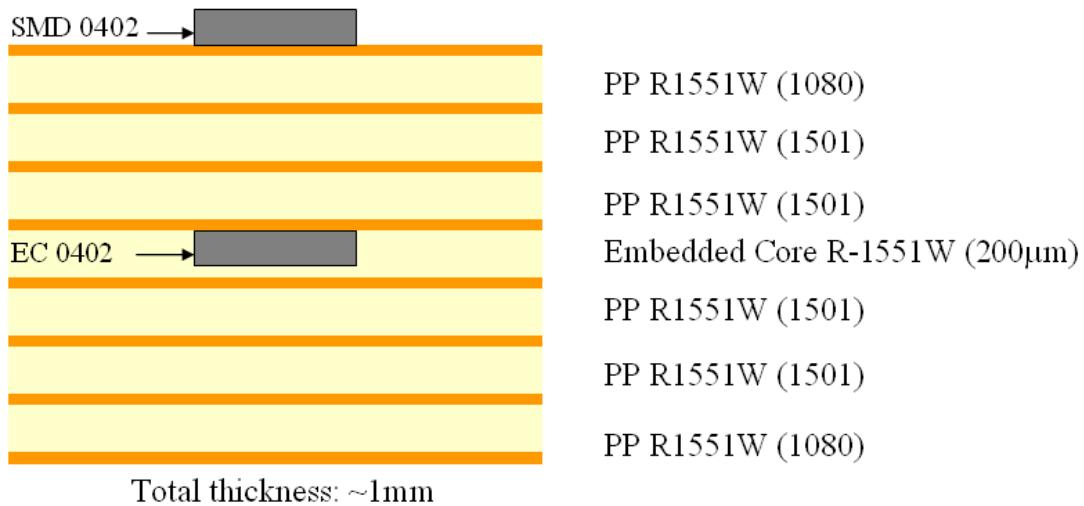 SMD 0402
PP R1551W (1080)
PP R1551W (1501)
PP R1551W (1501)
EC 0402
Embedded Core R-1551W (200μm)
PP R1551W (1501)
PP R1551W (1501)
PP R1551W (1080)
Total thickness: ~1mm